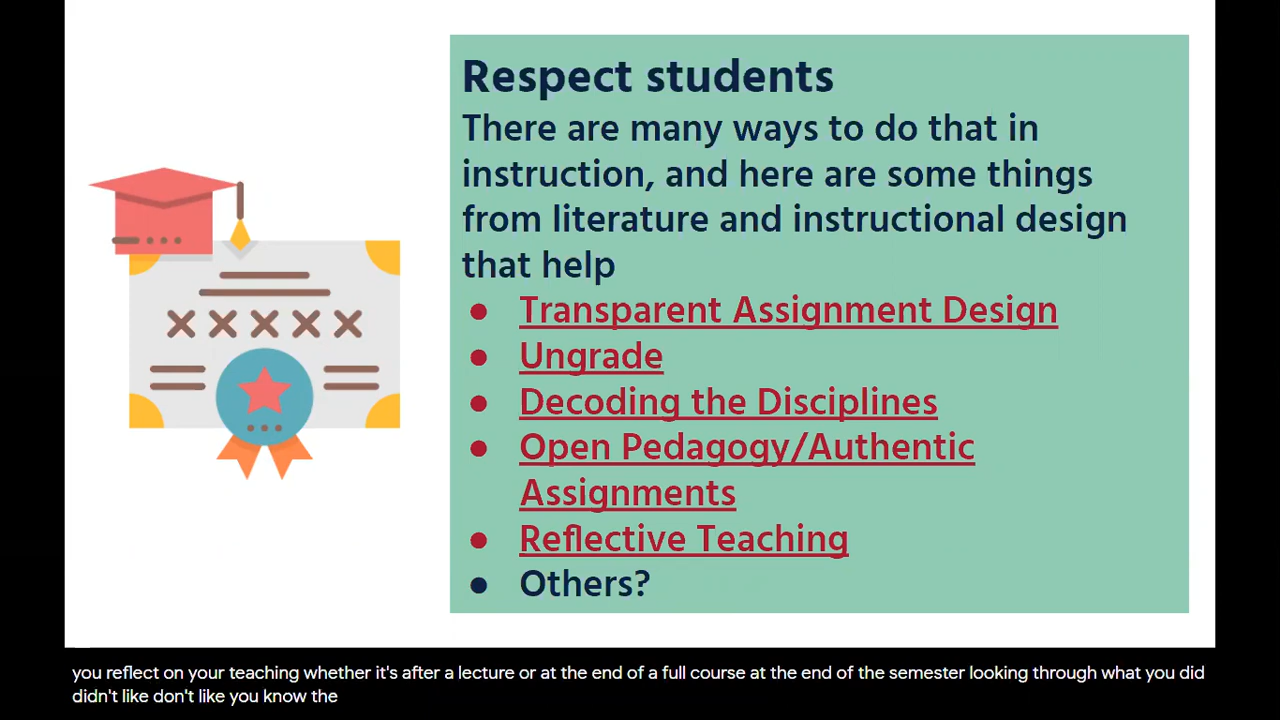 Respect students
There are many ways to do that in
instruction, and here are some things
from literature and instructional design
that help
● Transparent Assignment Design
● Ungrade
● Decoding the Disciplines
● Open Pedagogy/Authentic
Assignments
● Reflective Teaching
● Others?
you reflect on your teaching whether it's after a lecture or at the end of a full course at the end of the semester looking through what you did
didn't like don't like you know the